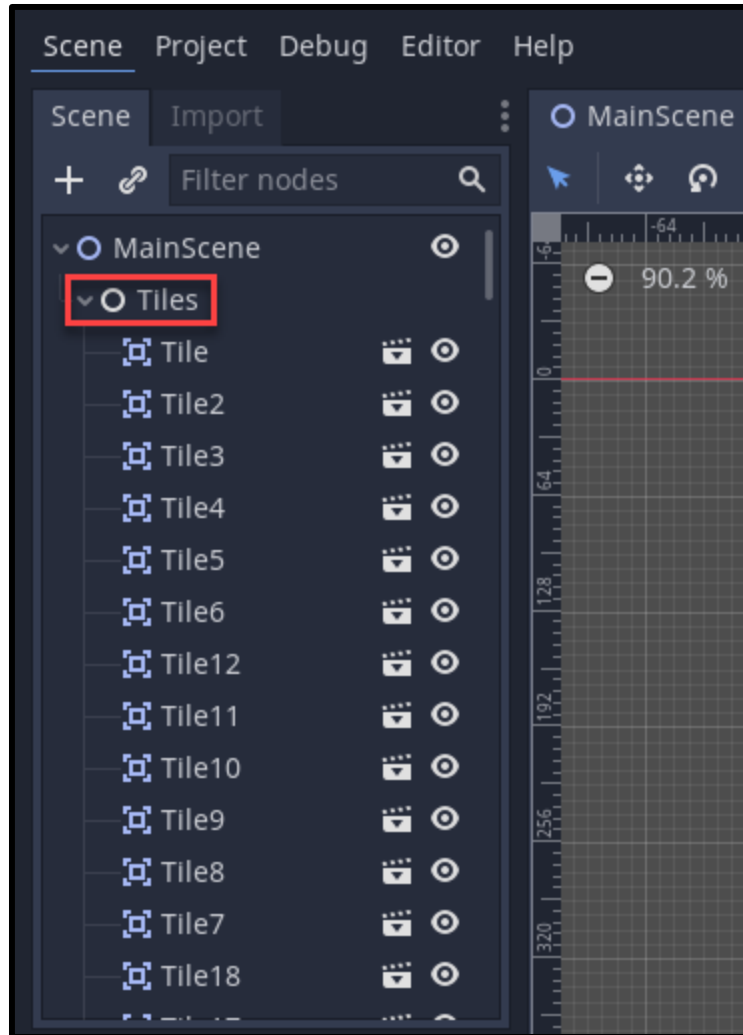 Scene Project Debug Editor Help
Scene Import
MainScene
Filter nodes
-64
90.2 %
MainScene
Tiles
Tile
Tile2
Tile3
Tile4
Tile5
Tile6
Tile12
Tile11
Tile10
Tile9
Tile8
Tile7
Tile18
0
64
128
192
256
320